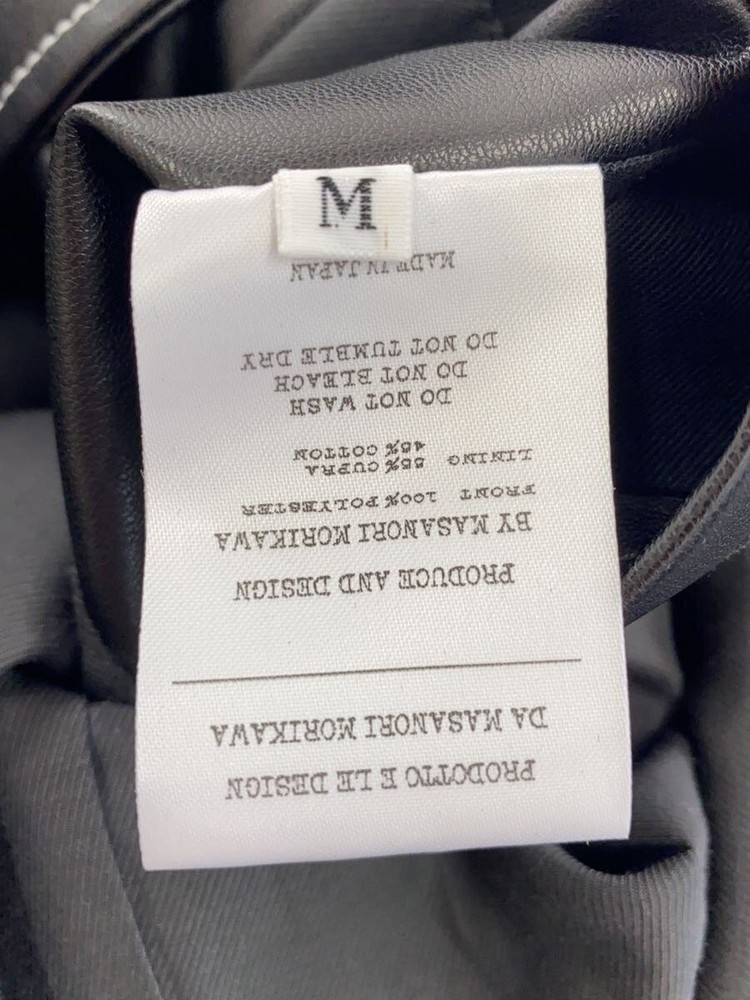 M
PRODOTTO E LE DESIGN
DA MASANORI MORIKAWA
PRODUCE AND DESIGN
BY MASANORI MORIKAWA
FRONT 100% POLYESTER
LINING 55% CUPRA
45% COTTON
DO NOT WASH
DO NOT BLEACH
DO NOT TUMBLE DRY
MADE IN JAPAN